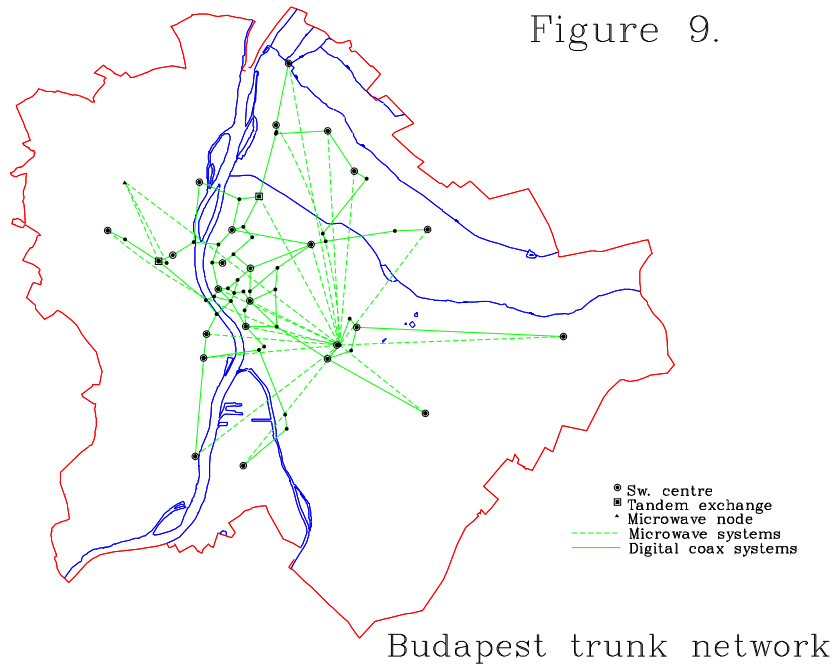 Figure 9.
Sw. centre
Tandem exchange
Microwave node
Microwave systems
Digital coax systems
Budapest trunk network